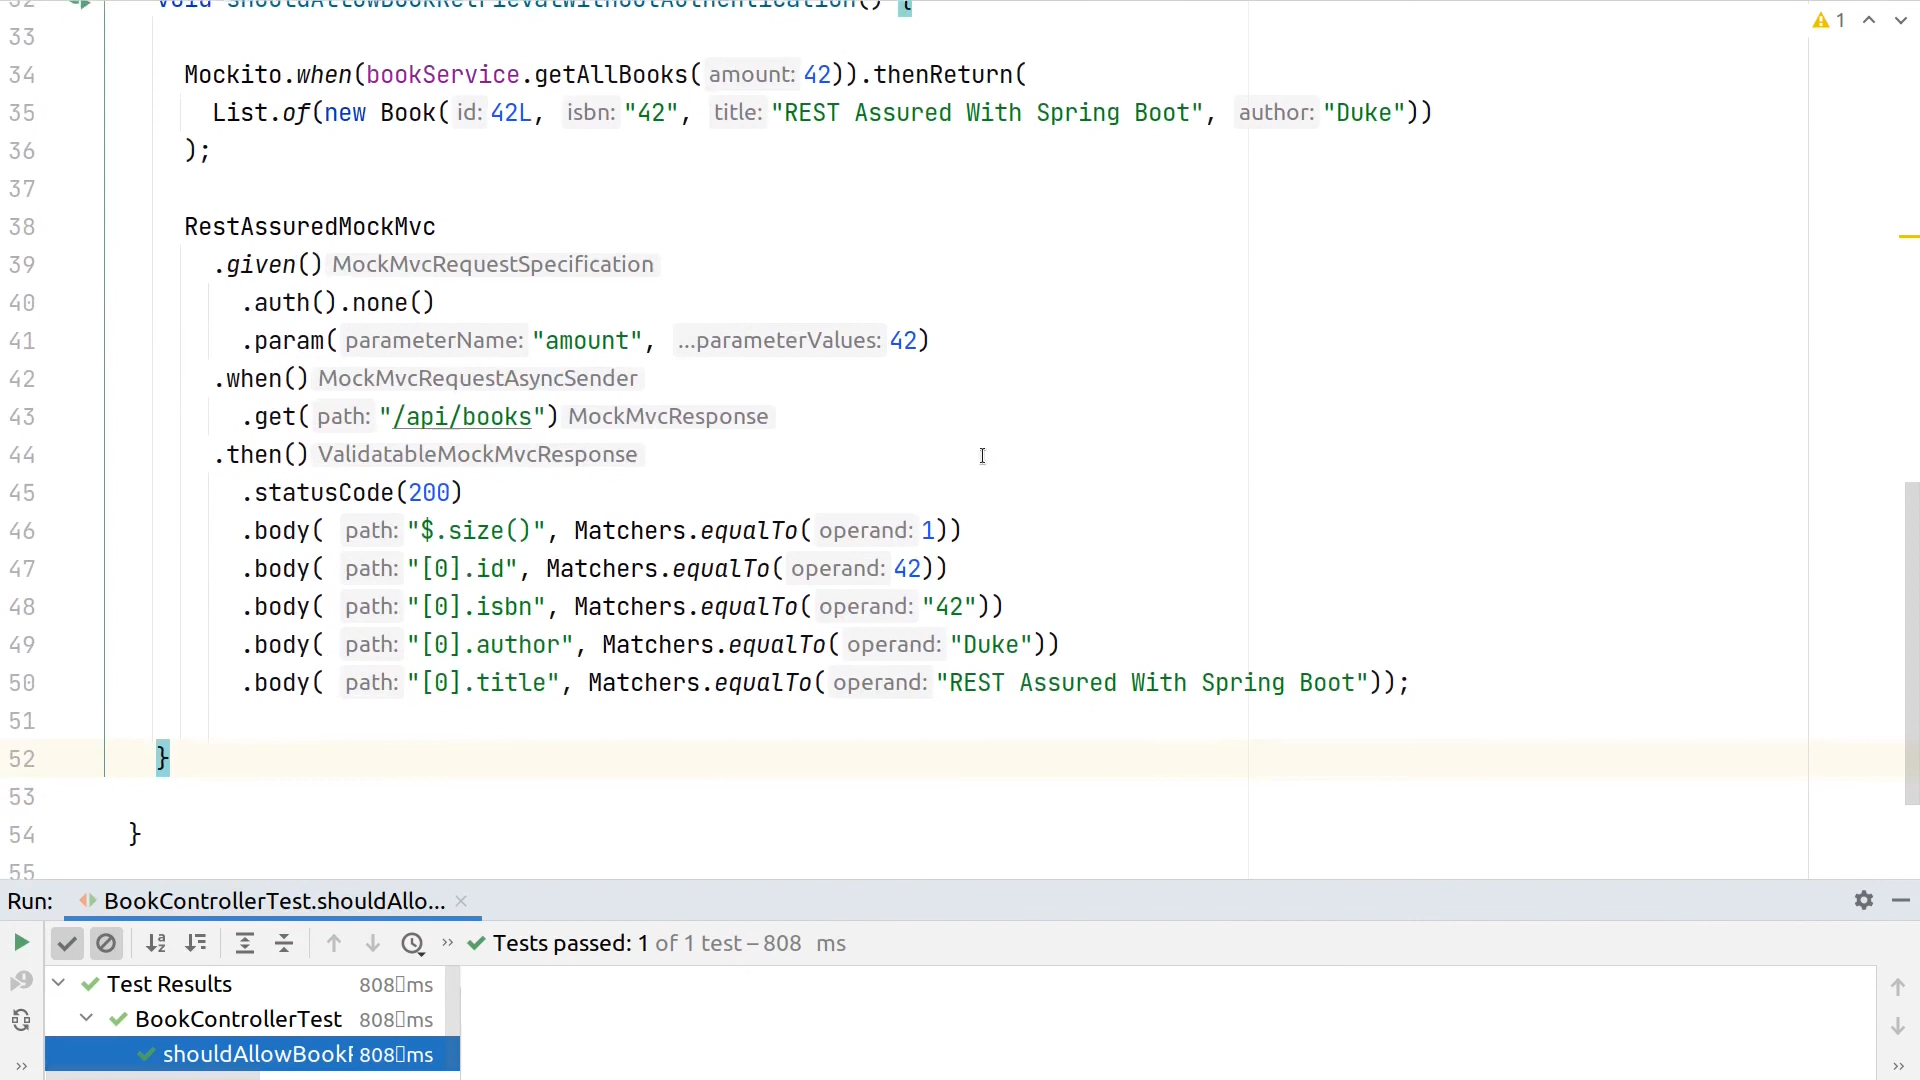 32 void shouldAllowBookRetrievalWithoutAuthentication() {
33
34 Mockito.when(bookService.getAllBooks( amount: 42)).thenReturn(
35 List.of(new Book( id: 42L, isbn: "42", title: "REST Assured With Spring Boot", author: "Duke"))
36 );
37
38 RestAssuredMockMvc
39 .given() MockMvcRequestSpecification
40 .auth().none()
41 .param( parameterName: "amount", ...parameterValues: 42)
42 .when() MockMvcRequestAsyncSender
43 .get( path: "/api/books") MockMvcResponse
44 .then() ValidatableMockMvcResponse
45 .statusCode(200)
46 .body( path: "$.size()", Matchers.equalTo( operand: 1))
47 .body( path: "[0].id", Matchers.equalTo( operand: 42))
48 .body( path: "[0].isbn", Matchers.equalTo( operand: "42"))
49 .body( path: "[0].author", Matchers.equalTo( operand: "Duke"))
50 .body( path: "[0].title", Matchers.equalTo( operand: "REST Assured With Spring Boot"));
51
52 }
53
54 }
55
1
Run: BookControllerTest.shouldAllo...
Tests passed: 1 of 1 test – 808 ms
Test Results 808 ms
BookControllerTest 808 ms
shouldAllowBookR 808 ms